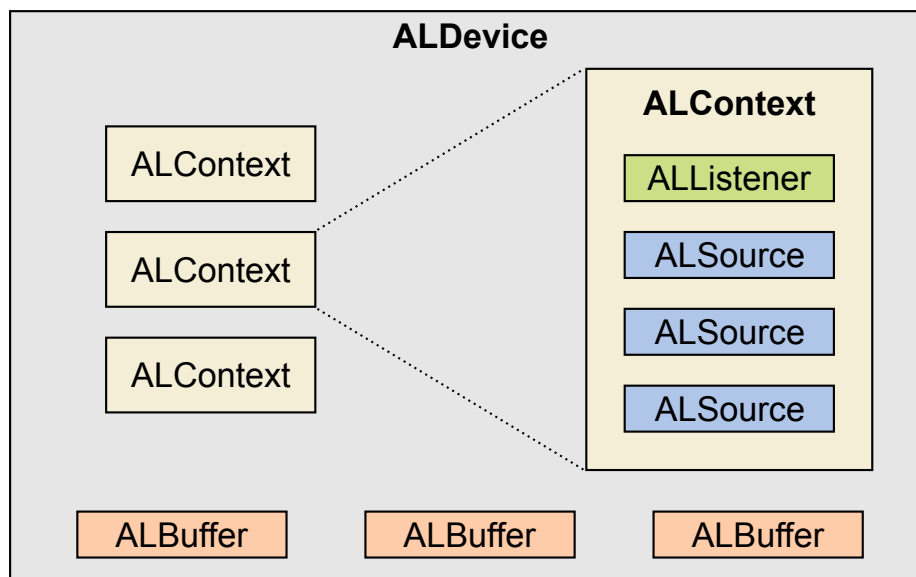 ALDevice
ALContext
ALContext
ALContext
ALContext
ALListener
ALSource
ALSource
ALSource
ALBuffer
ALBuffer
ALBuffer